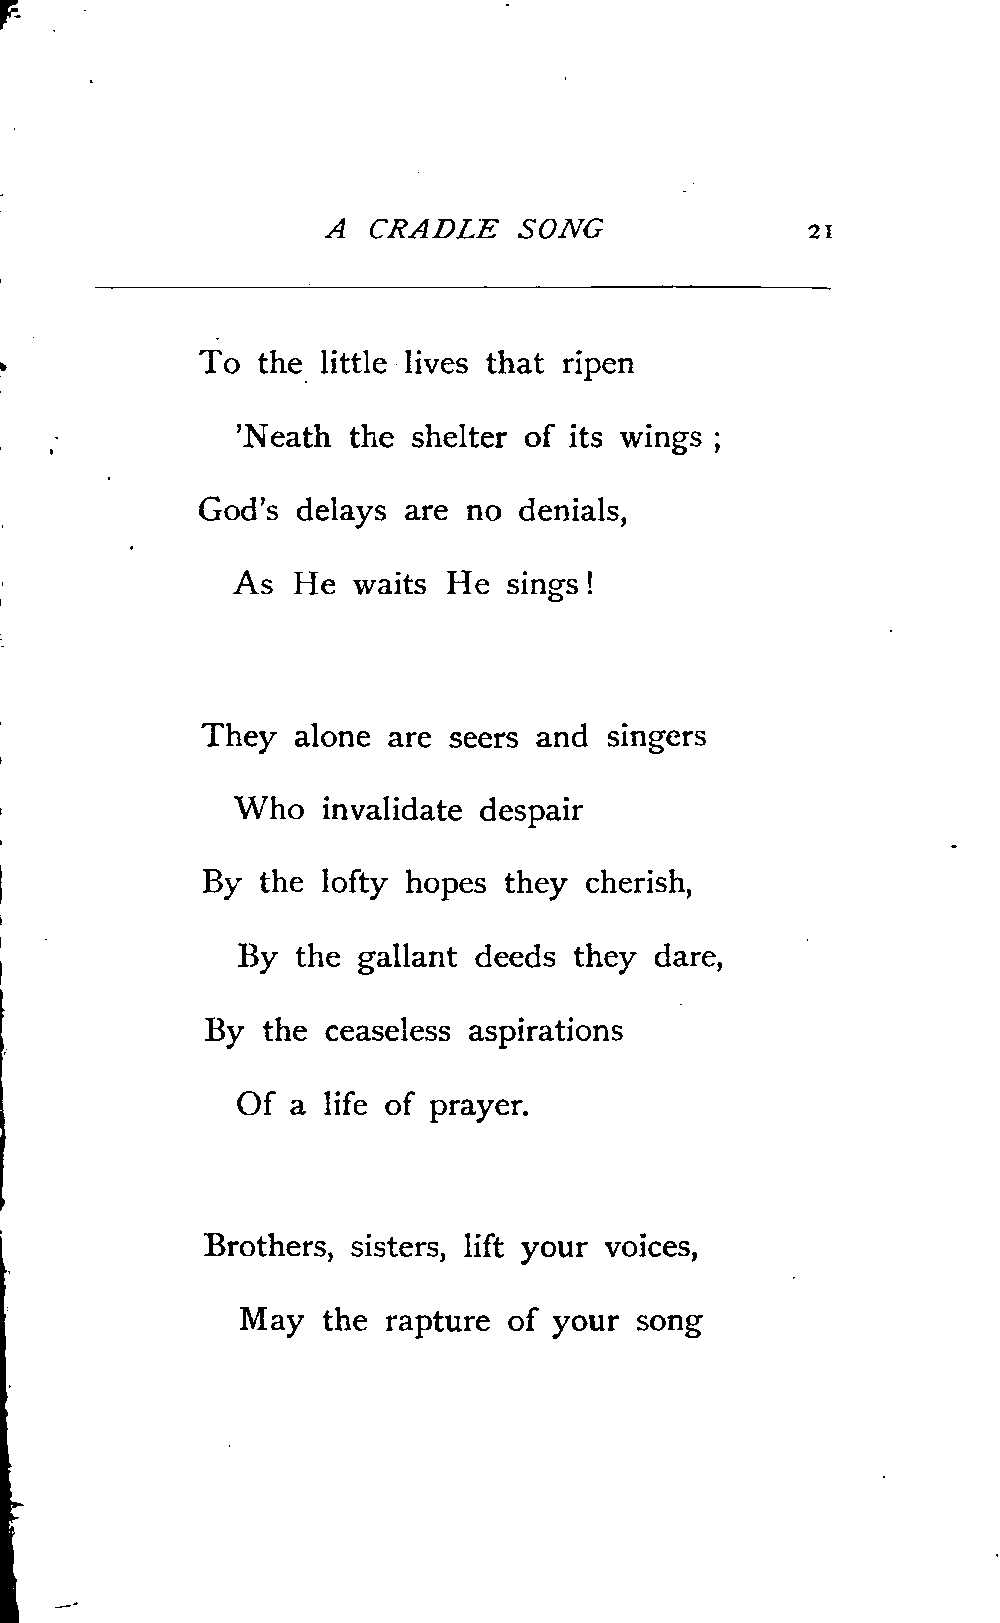 A CRADLE SONG 21
To the little lives that ripen
'Neath the shelter of its wings ;
God's delays are no denials,
As He waits He sings !
They alone are seers and singers
Who invalidate despair
By the lofty hopes they cherish,
By the gallant deeds they dare,
By the ceaseless aspirations
Of a life of prayer.
Brothers, sisters, lift your voices,
May the rapture of your song